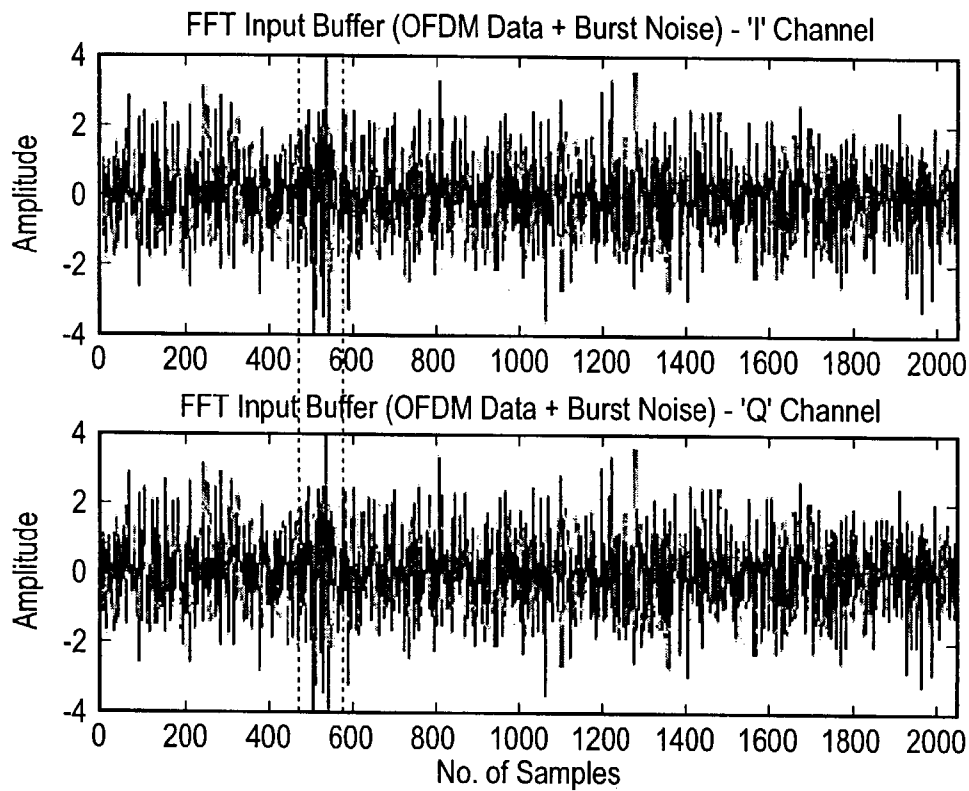 FFT Input Buffer (OFDM Data + Burst Noise) - 'I' Channel
4
2
0
-2
-4
Amplitude
0 200 400 600 800 1000 1200 1400 1600 1800 2000
FFT Input Buffer (OFDM Data + Burst Noise) - 'Q' Channel
4
2
0
-2
-4
Amplitude
0 200 400 600 800 1000 1200 1400 1600 1800 2000
No. of Samples